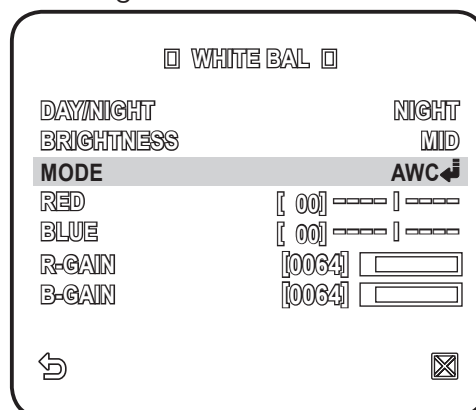 WHITE BAL
DAY/NIGHT NIGHT
BRIGHTNESS MID
MODE AWC↲
RED [ 00] ---- I ----
BLUE [ 00] ---- I ----
R-GAIN [0064]
B-GAIN [0064]